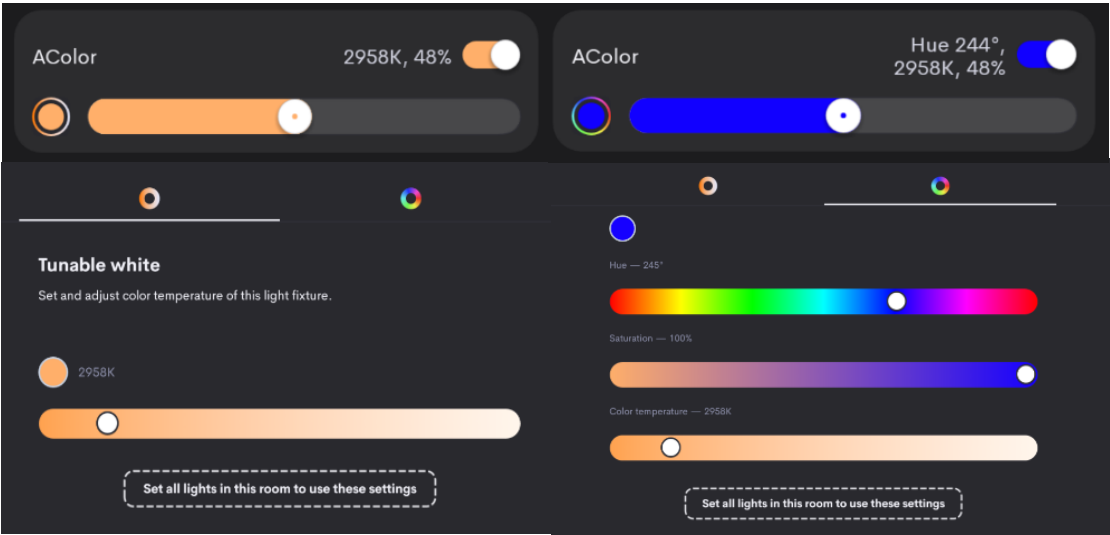 AColor
2958K, 48%
Tunable white
Set and adjust color temperature of this light fixture.
2958K
Set all lights in this room to use these settings
AColor
Hue 244°,
2958K, 48%
Hue — 245°
Saturation — 100%
Color temperature — 2958K
Set all lights in this room to use these settings